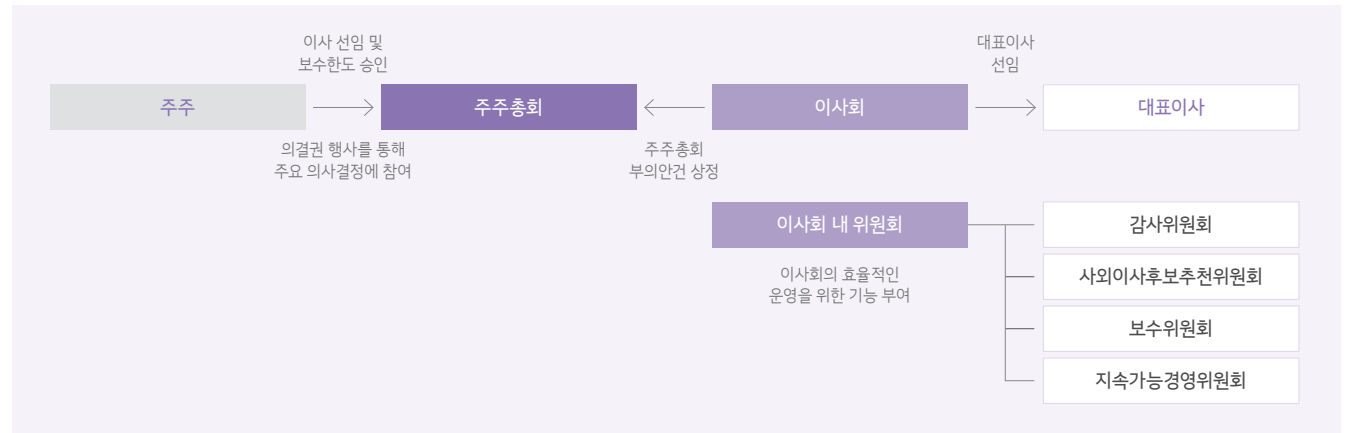 이사 선임 및
보수한도 승인
대표이사
선임
주주
주주총회
이사회
대표이사
의결권 행사를 통해
주요 의사결정에 참여
주주총회
부의안건 상정
이사회 내 위원회
감사위원회
이사회의 효율적인
운영을 위한 기능 부여
사외이사후보추천위원회
보수위원회
지속가능경영위원회